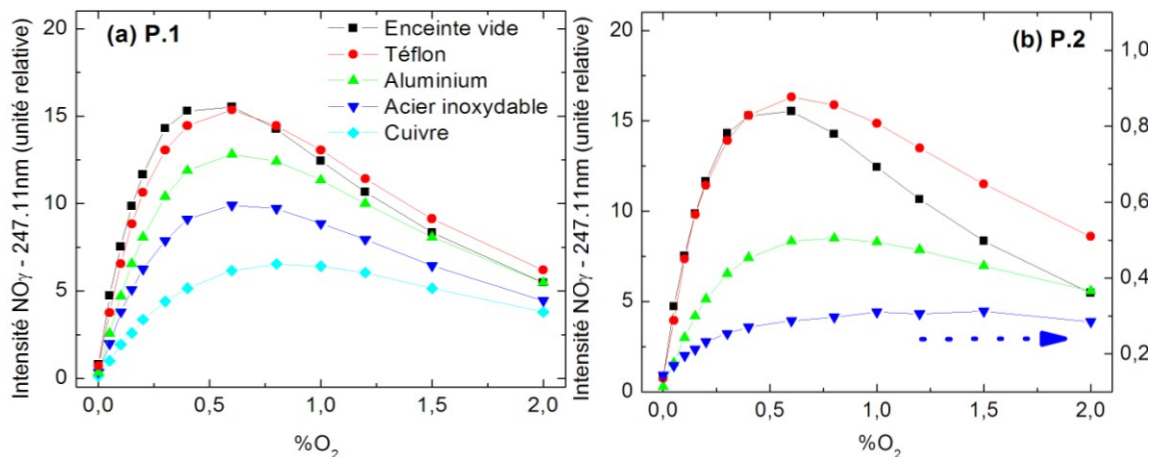 (a) P.1
Enceinte vide
Téflon
Aluminium
Acier inoxydable
Cuivre
Intensité NOγ - 247.11nm (unité relative)
20
15
10
5
0
0,0 0,5 1,0 1,5 2,0
%O₂
(b) P.2
Intensité NOγ - 247.11nm (unité relative)
20
15
10
5
0
1,0
0,8
0,6
0,4
0,2
0,0 0,5 1,0 1,5 2,0
%O₂